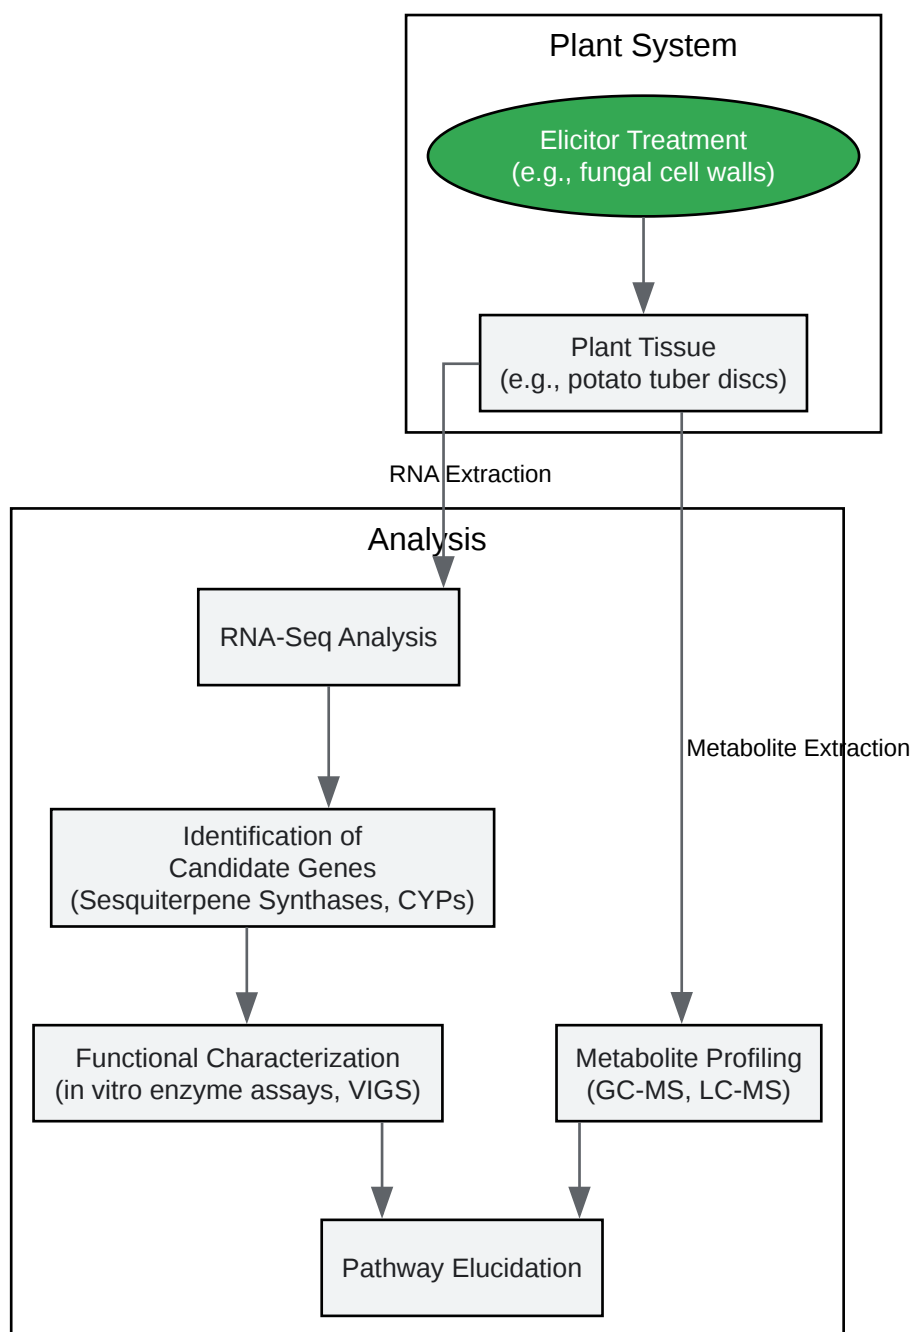 Plant System
Elicitor Treatment
(e.g., fungal cell walls)
Plant Tissue
(e.g., potato tuber discs)
RNA Extraction
Analysis
RNA-Seq Analysis
Metabolite Extraction
Identification of
Candidate Genes
(Sesquiterpene Synthases, CYPs)
Functional Characterization
(in vitro enzyme assays, VIGS)
Metabolite Profiling
(GC-MS, LC-MS)
Pathway Elucidation